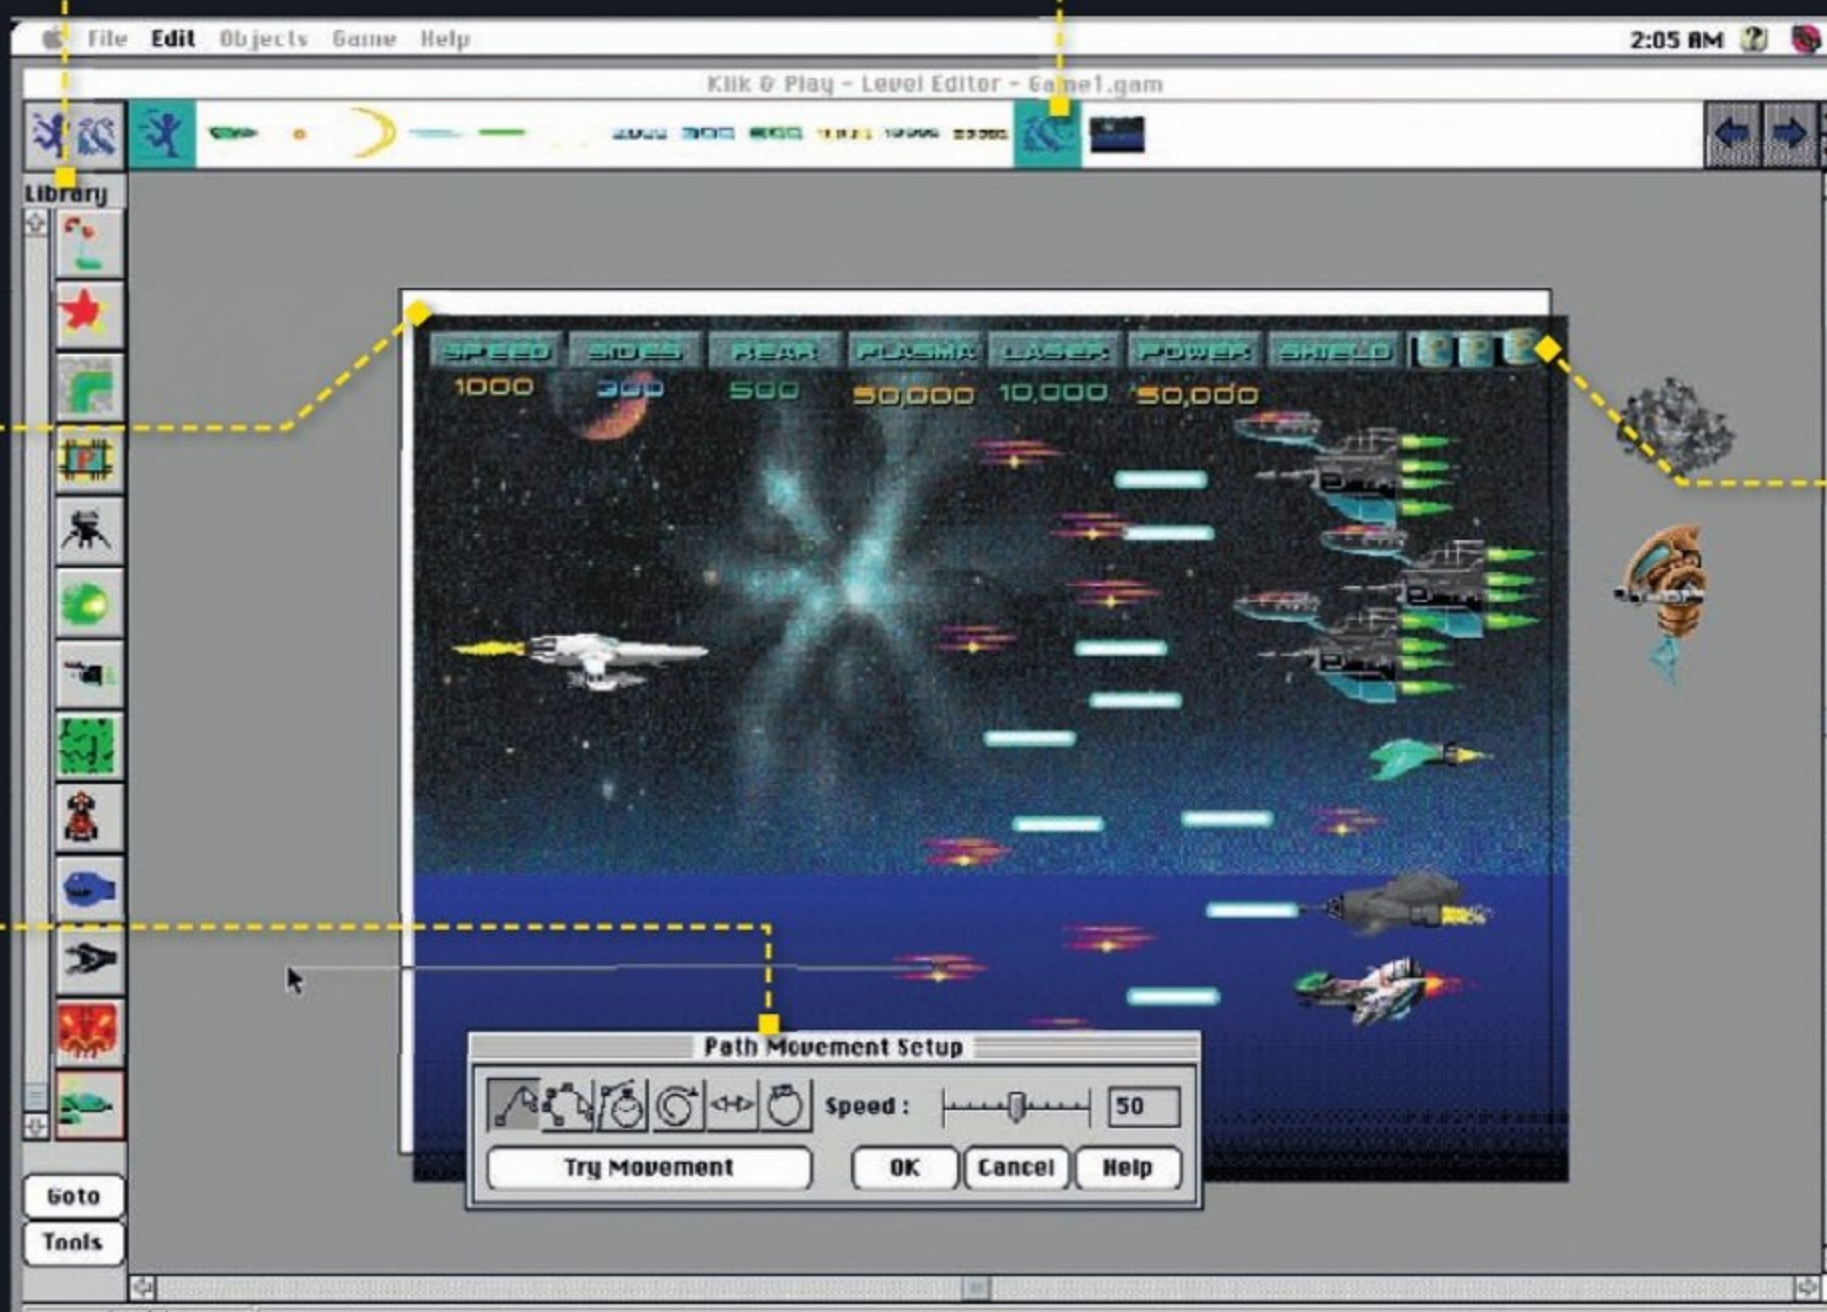 File Edit Objects Game Help 2:05 AM
Klik & Play - Level Editor - Game1.gam
Library
SPEED SIDES REAR PLASMA LASER POWER SHIELD P P P
1000 300 500 50,000 10,000 50,000
Path Movement Setup
Speed : 50
Try Movement OK Cancel Help
Goto
Tools